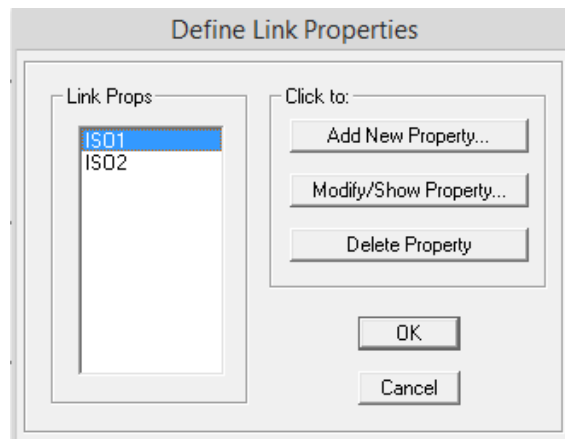 Define Link Properties
Link Props
ISO1
ISO2
Click to:
Add New Property...
Modify/Show Property...
Delete Property
OK
Cancel